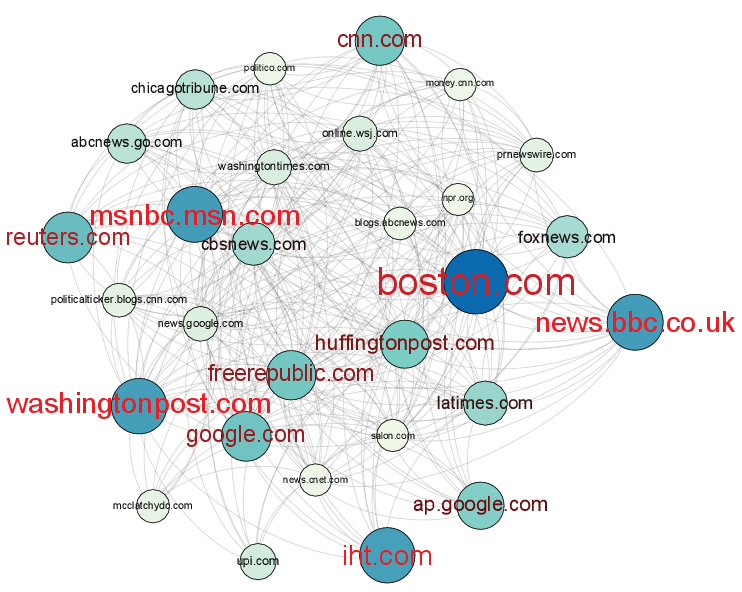 cnn.com
politico.com
money.cnn.com
chicagotribune.com
online.wsj.com
abcnews.go.com
prnewswire.com
washingtontimes.com
npr.org
msnbc.msn.com
blogs.abcnews.com
reuters.com
foxnews.com
cbsnews.com
boston.com
politicalticker.blogs.cnn.com
news.google.com
news.bbc.co.uk
huffingtonpost.com
freerepublic.com
washingtonpost.com
latimes.com
google.com
salon.com
news.cnet.com
mcclatchydc.com
ap.google.com
iht.com
upi.com